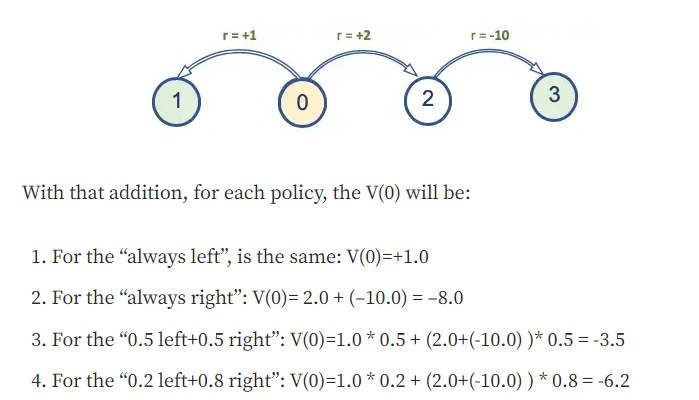 r = +1 r = +2 r = -10
1 0 2 3
With that addition, for each policy, the V(0) will be:
1. For the “always left”, is the same: V(0)=+1.0
2. For the “always right”: V(0)= 2.0 + (−10.0) = −8.0
3. For the “0.5 left+0.5 right”: V(0)=1.0 * 0.5 + (2.0+(-10.0) )* 0.5 = -3.5
4. For the “0.2 left+0.8 right”: V(0)=1.0 * 0.2 + (2.0+(-10.0) ) * 0.8 = -6.2